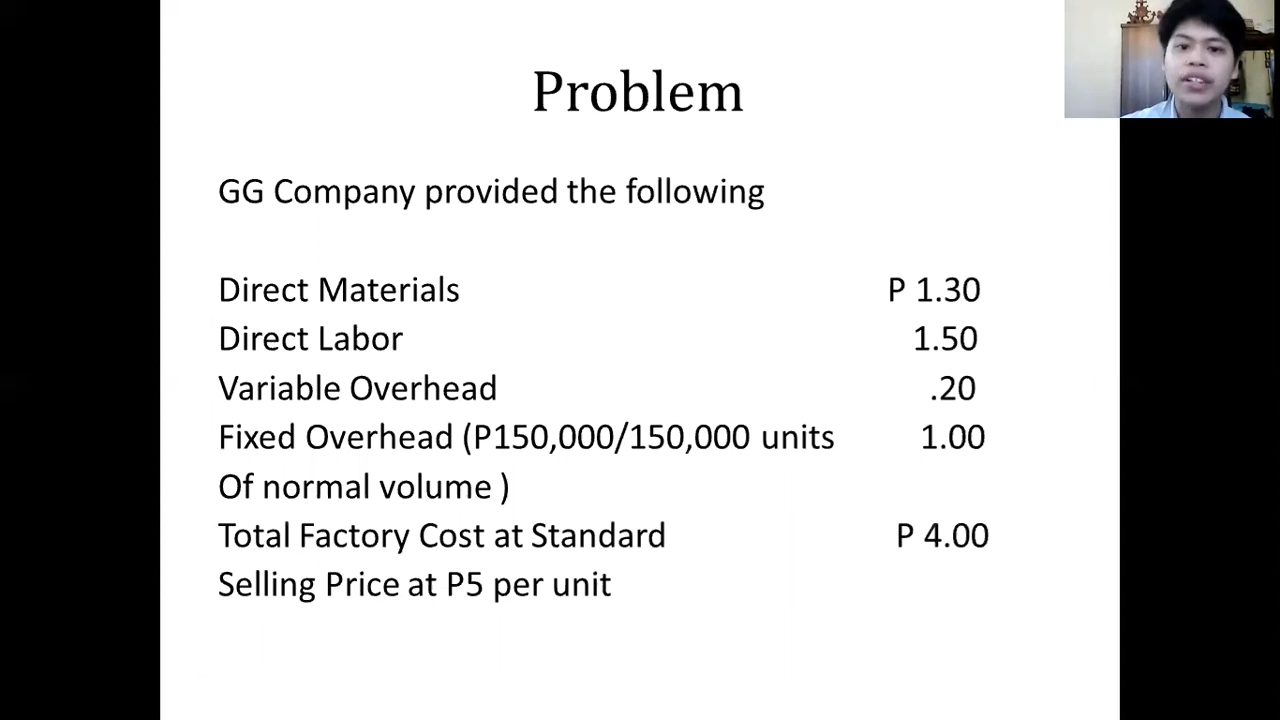 Problem
GG Company provided the following
Direct Materials P 1.30
Direct Labor 1.50
Variable Overhead .20
Fixed Overhead (P150,000/150,000 units 1.00
Of normal volume )
Total Factory Cost at Standard P 4.00
Selling Price at P5 per unit